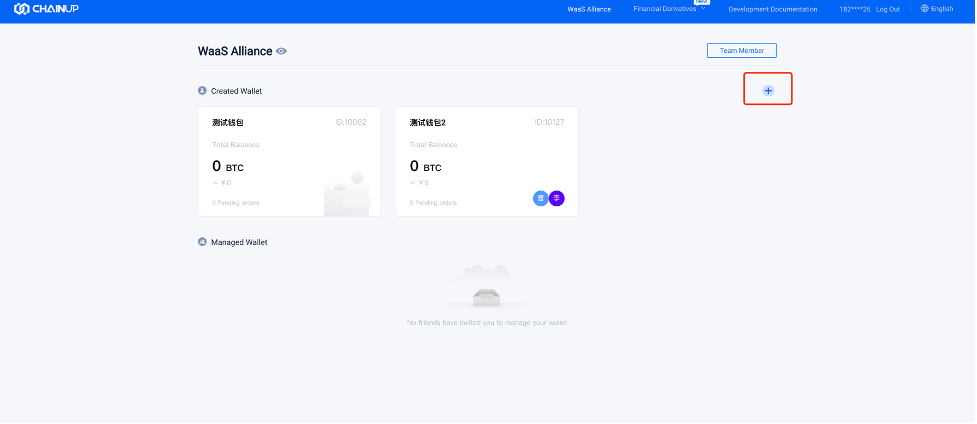 CHAINUP
WaaS Alliance
Financial Derivatives
New
Development Documentation
182****26
Log Out
English
WaaS Alliance
Team Member
Created Wallet
测试钱包
ID:10062
Total Balances
0 BTC
≈ ￥0
0 Pending orders
测试钱包2
ID:10127
Total Balances
0 BTC
≈ ￥0
0 Pending orders
曹 李
Managed Wallet
No friends have invited you to manage your wallet